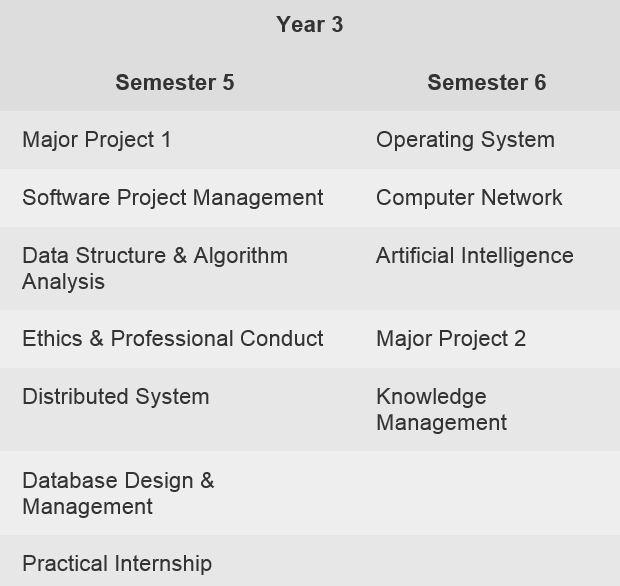 Year 3
Semester 5 Semester 6
Major Project 1 Operating System
Software Project Management Computer Network
Data Structure & Algorithm Artificial Intelligence
Analysis
Ethics & Professional Conduct Major Project 2
Distributed System Knowledge
Management
Database Design &
Management
Practical Internship